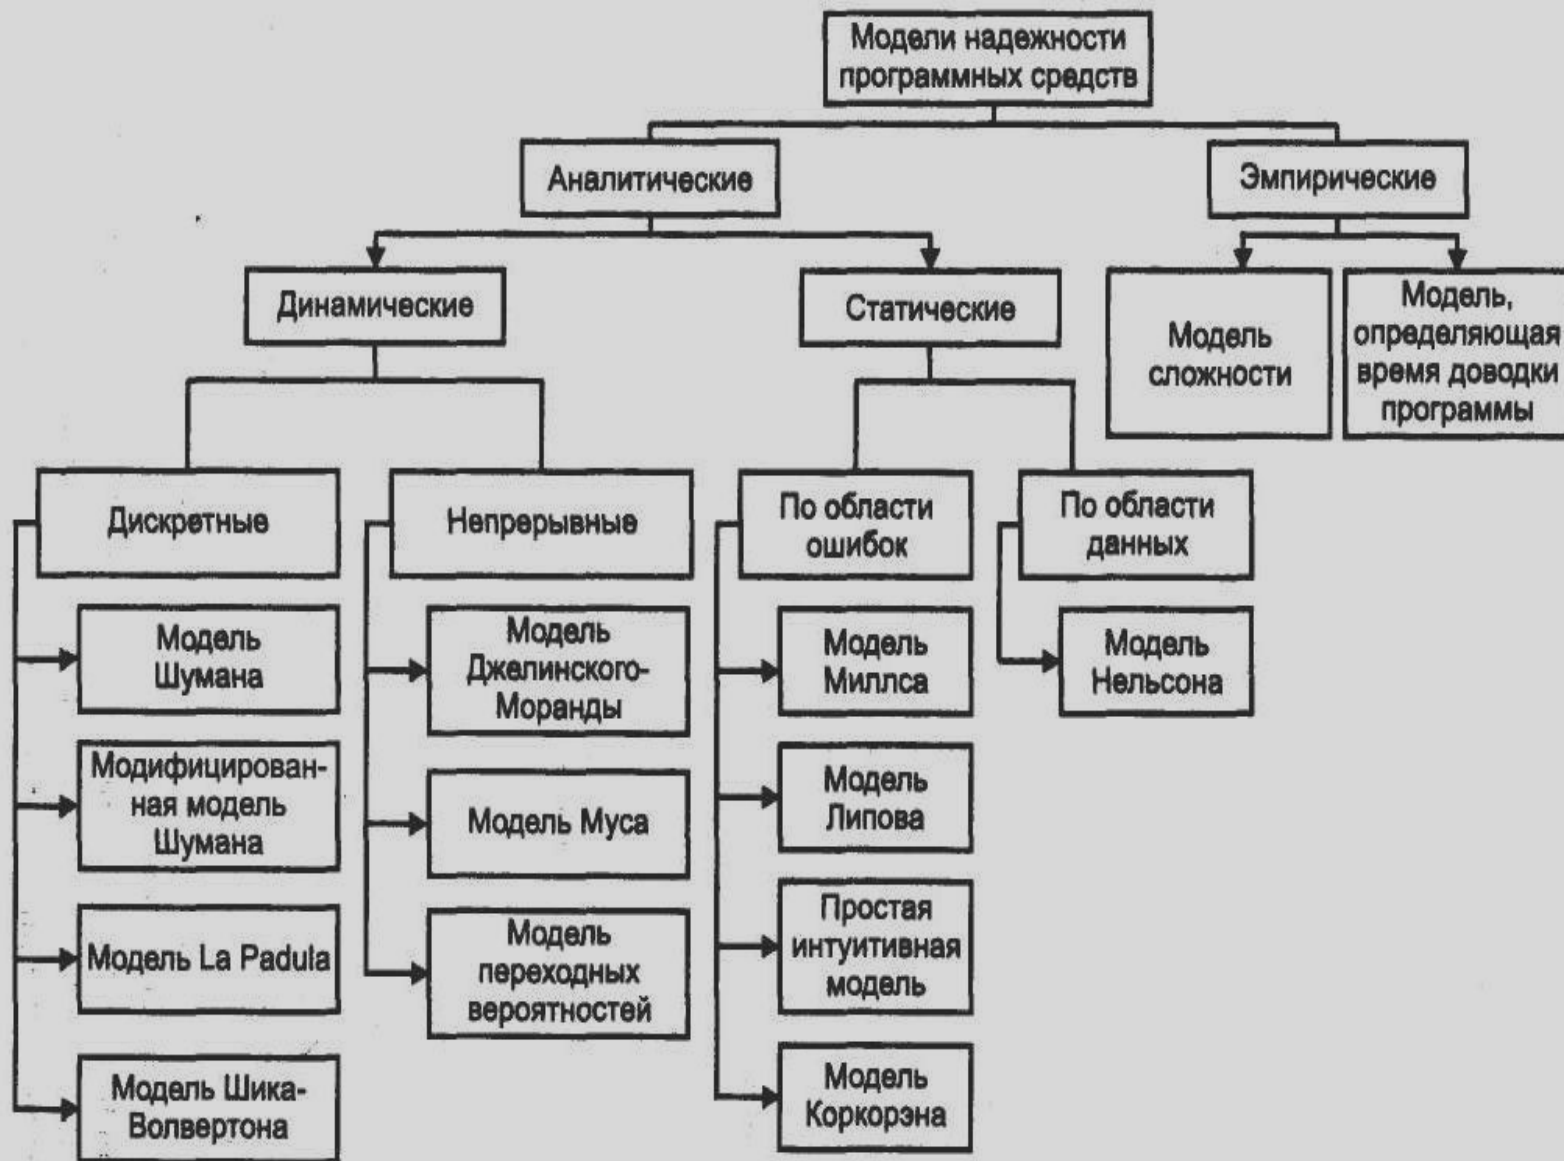 Модели надежности
программных средств
Аналитические
Эмпирические
Динамические
Статические
Модель
сложности
Модель,
определяющая
время доводки
программы
Дискретные
Непрерывные
По области
ошибок
По области
данных
Модель
Шумана
Модель
Джелинского-
Моранды
Модель
Миллса
Модель
Нельсона
Модифицирован-
ная модель
Шумана
Модель Муса
Модель
Липова
Модель La Padula
Модель
переходных
вероятностей
Простая
интуитивная
модель
Модель Шика-
Волвертона
Модель
Коркорэна